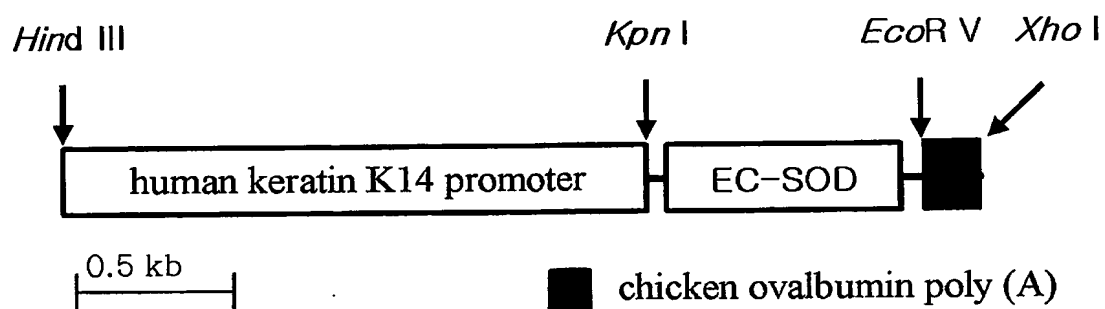 Hind III Kpn I EcoR V Xho I
human keratin K14 promoter EC-SOD
0.5 kb
chicken ovalbumin poly (A)